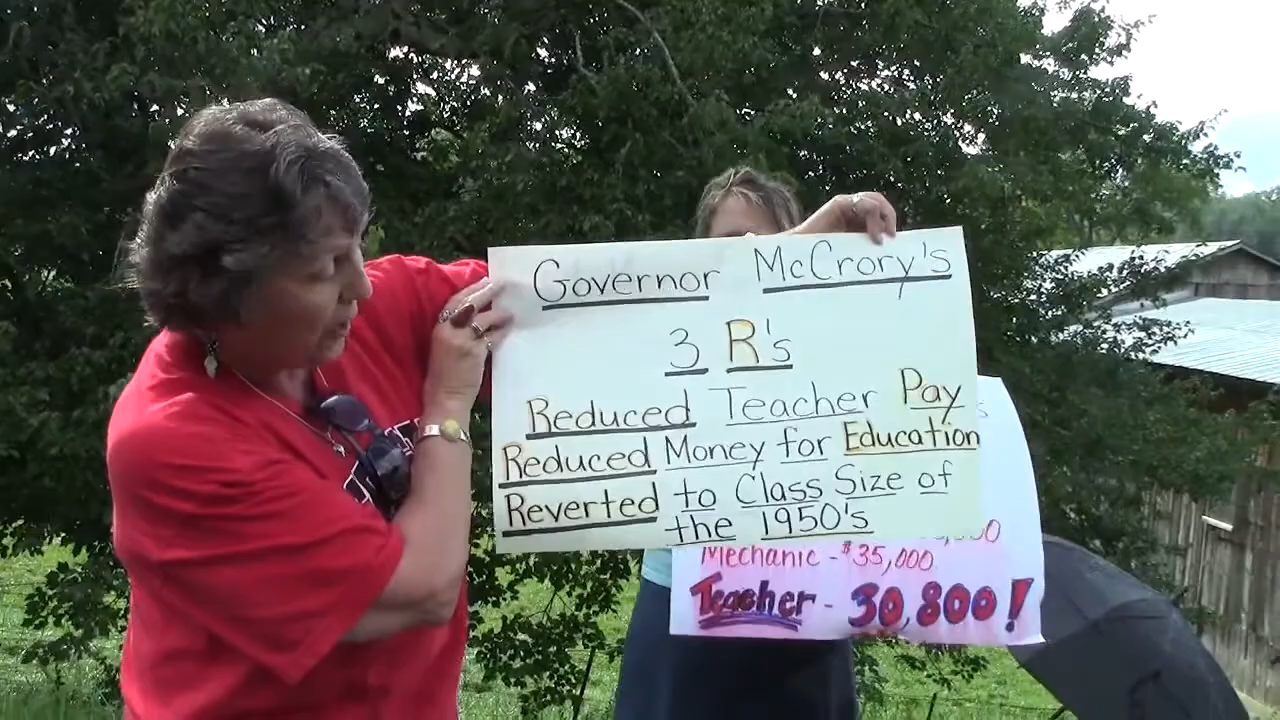 Governor McCrory's
3 R's
Reduced Teacher Pay
Reduced Money for Education
Reverted to Class Size of
the 1950's
Mechanic - $35,000
Teacher - 30,800!